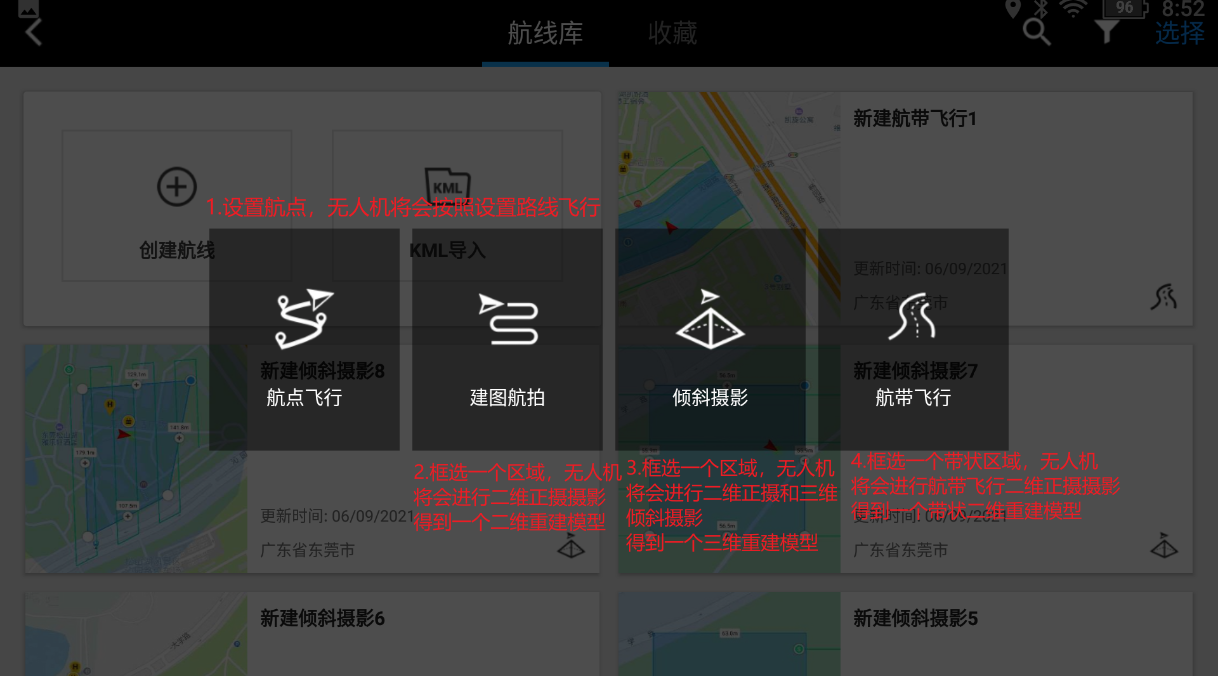 96
8:52
航线库
收藏
选择
新建航带飞行1
KML
1.设置航点，无人机将会按照设置路线飞行
创建航线
KML导入
更新时间: 06/09/2021
广东省东莞市
新建倾斜摄影8
新建倾斜摄影7
航点飞行
建图航拍
倾斜摄影
航带飞行
2.框选一个区域，无人机
将会进行二维正摄摄影
得到一个二维重建模型
3.框选一个区域，无人机
将会进行二维正摄和三维
倾斜摄影
得到一个三维重建模型
4.框选一个带状区域，无人机
将会进行航带飞行二维正摄摄影
得到一个带状二维重建模型
更新时间: 06/09/2021
广东省东莞市
更新时间: 06/09/2021
广东省东莞市
新建倾斜摄影6
新建倾斜摄影5
大学路